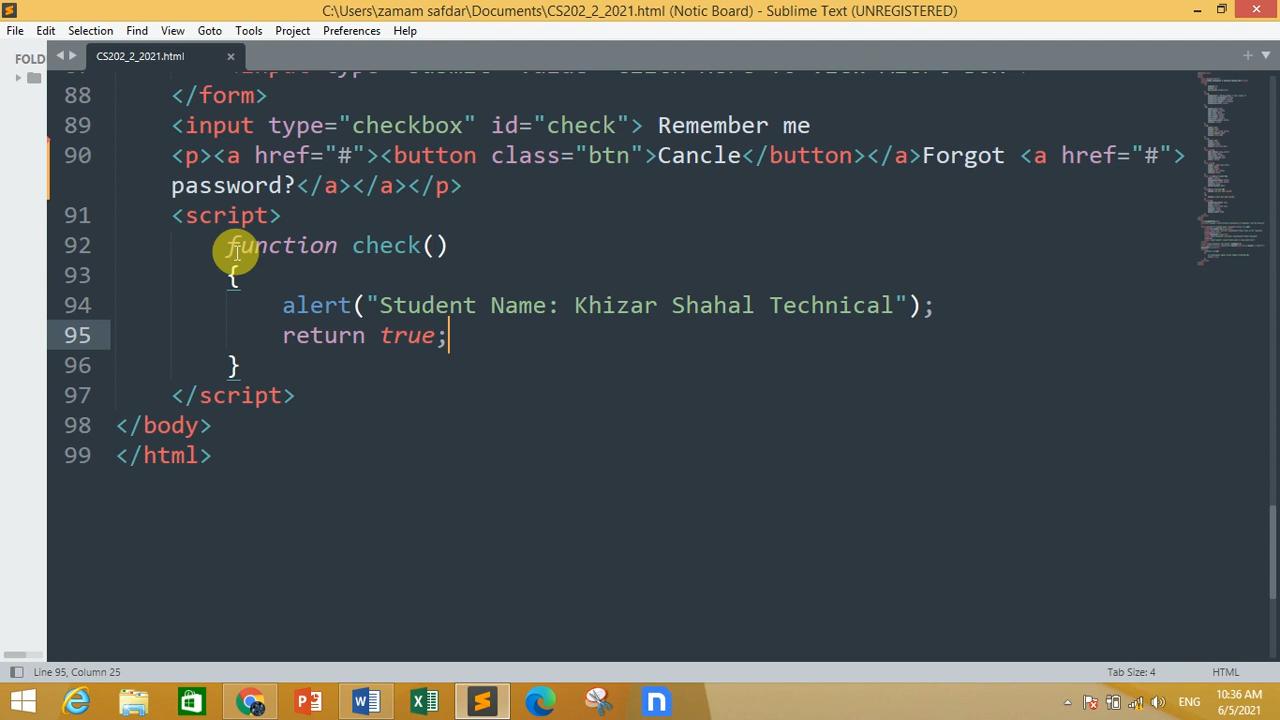 C:\Users\zamam safdar\Documents\CS202_2_2021.html (Notic Board) - Sublime Text (UNREGISTERED)
File Edit Selection Find View Goto Tools Project Preferences Help
FOLD
CS202_2_2021.html
88 </form>
89 <input type="checkbox" id="check"> Remember me
90 <p><a href="#"><button class="btn">Cancle</button></a>Forgot <a href="#">
password?</a></a></p>
91 <script>
92 function check()
93 {
94 alert("Student Name: Khizar Shahal Technical");
95 return true;
96 }
97 </script>
98 </body>
99 </html>
Line 95, Column 25
Tab Size: 4
HTML
ENG
10:36 AM
6/5/2021